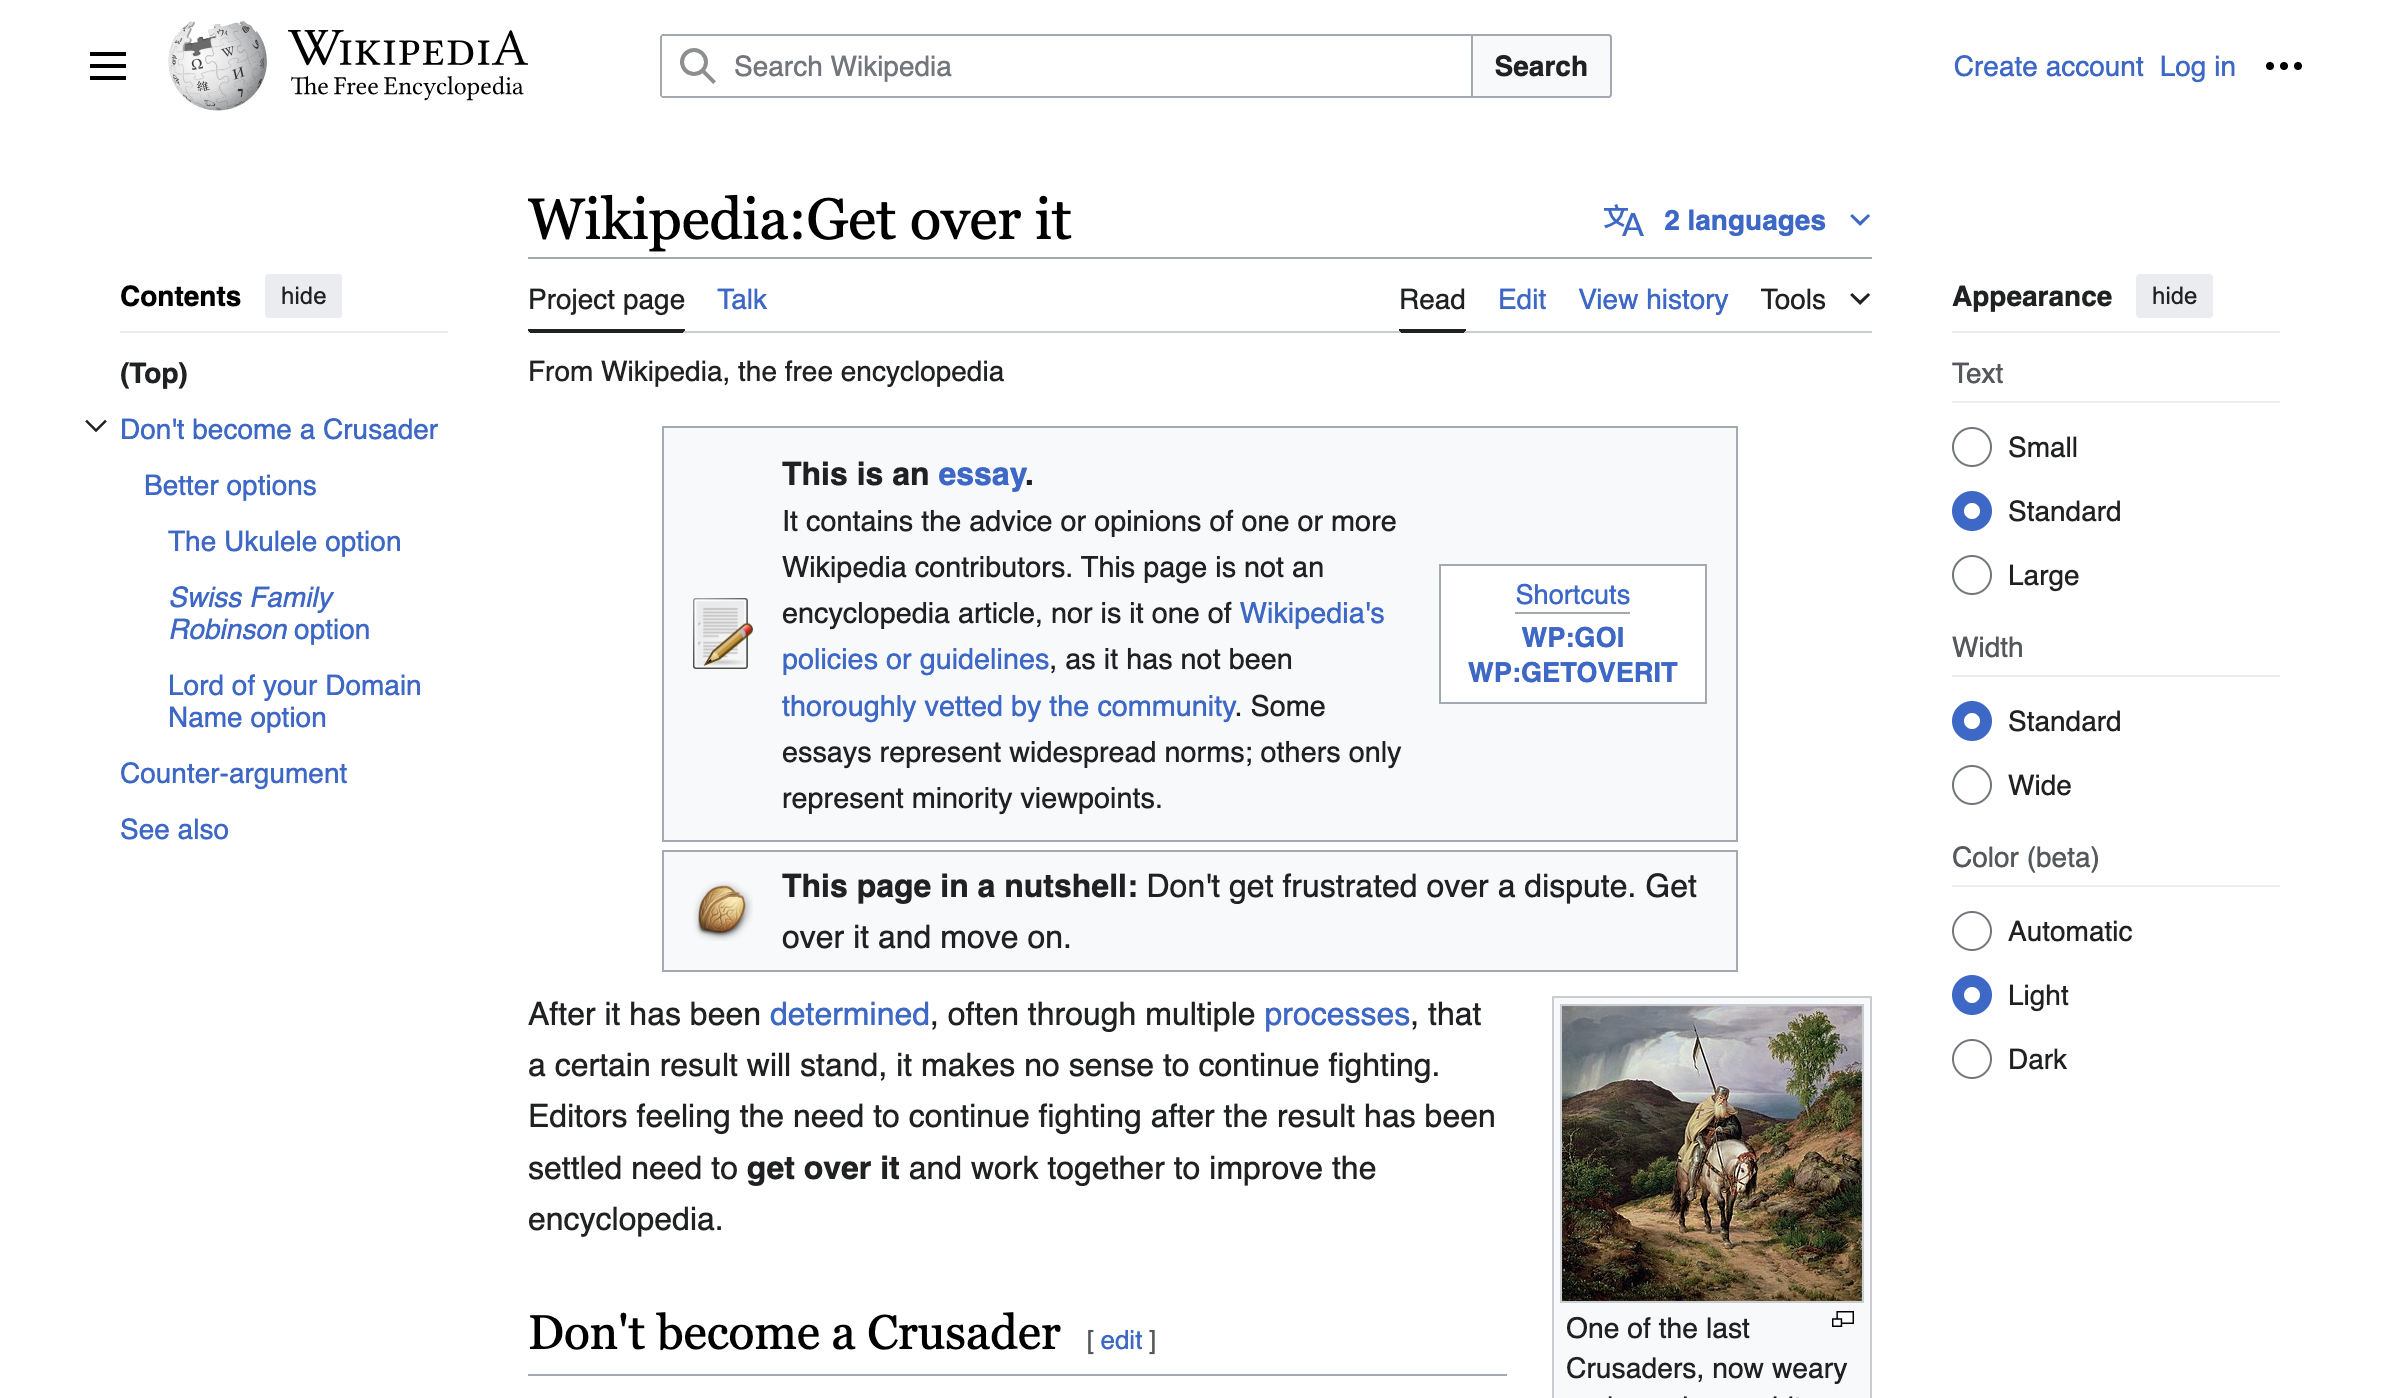 WIKIPEDIA
The Free Encyclopedia
Search Wikipedia
Search
Create account Log in
Wikipedia:Get over it
2 languages
Contents hide
(Top)
Don't become a Crusader
Better options
The Ukulele option
Swiss Family
Robinson option
Lord of your Domain
Name option
Counter-argument
See also
Project page Talk
Read Edit View history Tools
From Wikipedia, the free encyclopedia
This is an essay.
It contains the advice or opinions of one or more
Wikipedia contributors. This page is not an
encyclopedia article, nor is it one of Wikipedia's
policies or guidelines, as it has not been
thoroughly vetted by the community. Some
essays represent widespread norms; others only
represent minority viewpoints.
Shortcuts
WP:GOI
WP:GETOVERIT
This page in a nutshell: Don't get frustrated over a dispute. Get
over it and move on.
After it has been determined, often through multiple processes, that
a certain result will stand, it makes no sense to continue fighting.
Editors feeling the need to continue fighting after the result has been
settled need to get over it and work together to improve the
encyclopedia.
Don't become a Crusader [ edit ]
One of the last
Crusaders, now weary
Appearance hide
Text
Small
Standard
Large
Width
Standard
Wide
Color (beta)
Automatic
Light
Dark